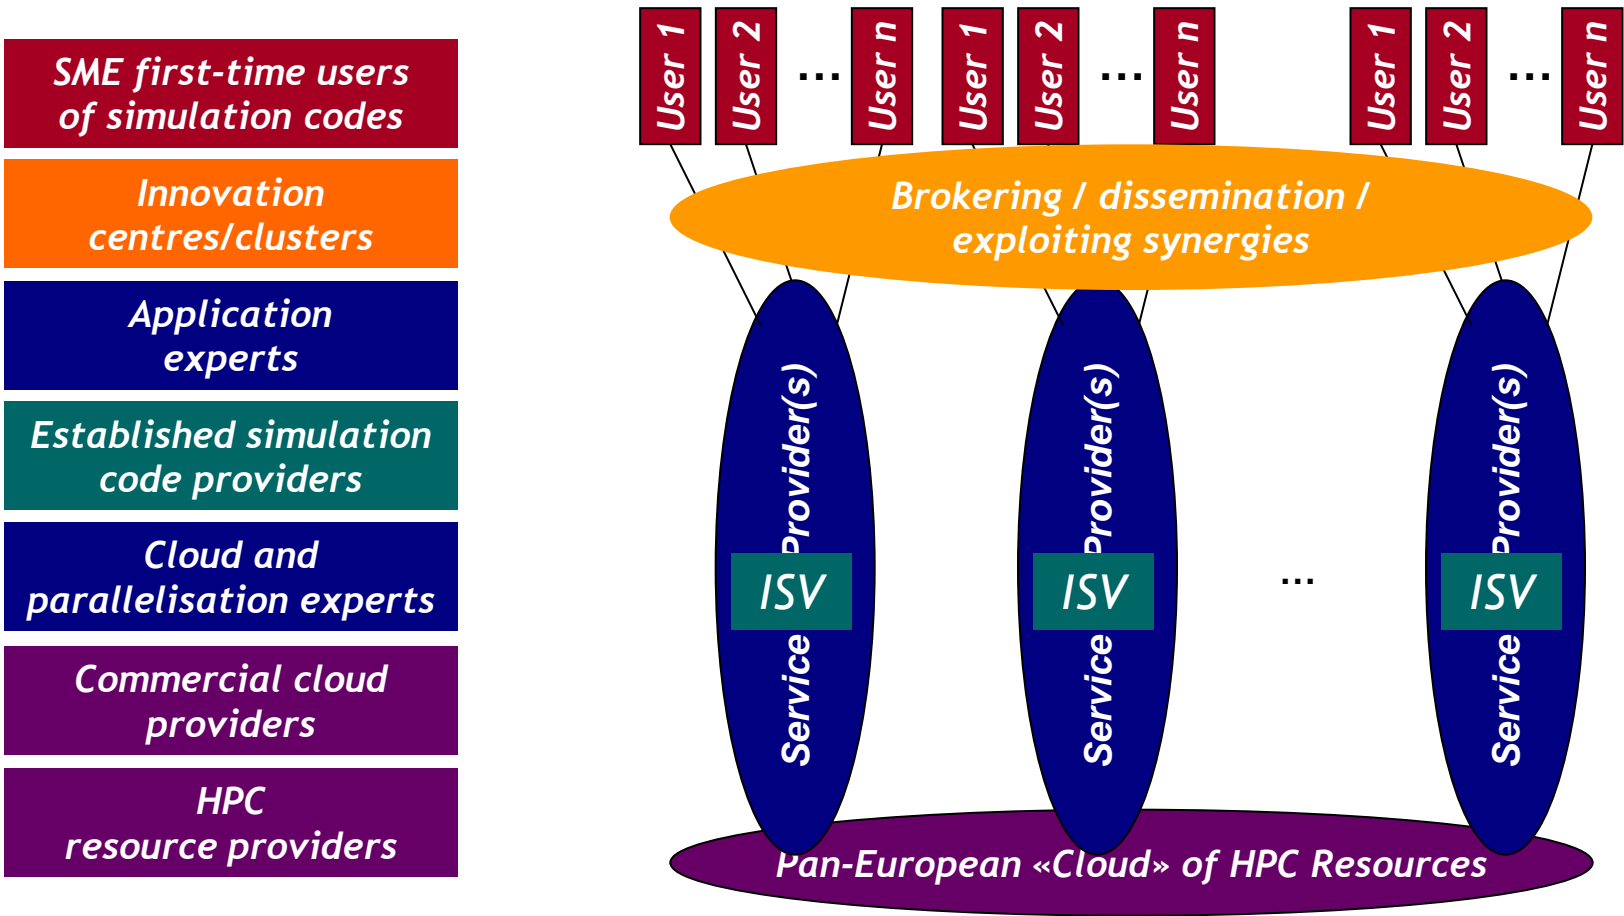 SME first-time users
of simulation codes
Innovation
centres/clusters
Application
experts
Established simulation
code providers
Cloud and
parallelisation experts
Commercial cloud
providers
HPC
resource providers
User 1
User 2
...
User n
User 1
User 2
...
User n
User 1
User 2
...
User n
Brokering / dissemination /
exploiting synergies
Service Provider(s)
ISV
Service Provider(s)
ISV
...
Service Provider(s)
ISV
Pan-European «Cloud» of HPC Resources